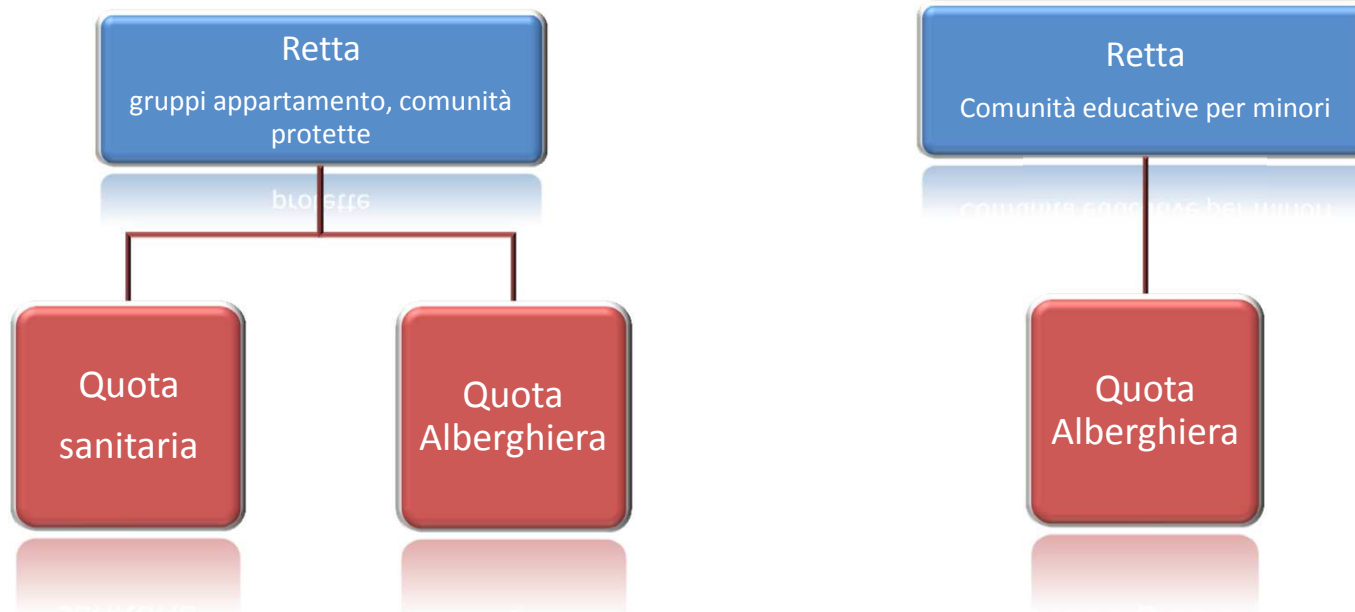 Retta
gruppi appartamento, comunità
protette
Quota
sanitaria
Quota
Alberghiera
Retta
Comunità educative per minori
Quota
Alberghiera